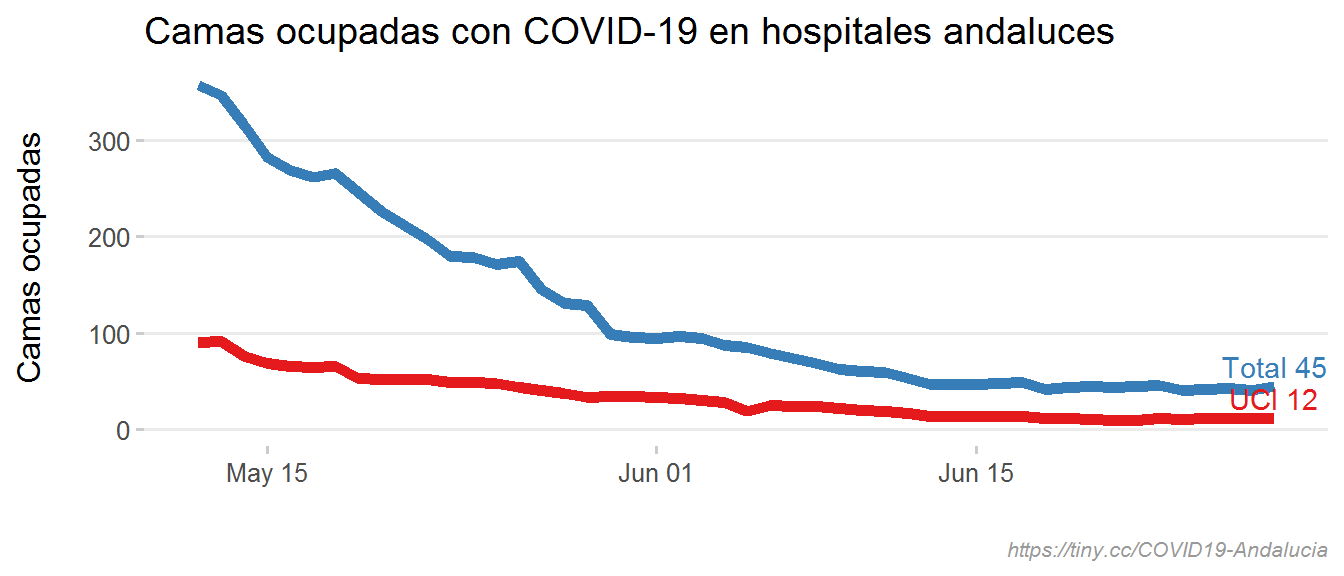 Camas ocupadas con COVID-19 en hospitales andaluces
Camas ocupadas
300
200
100
0
Total 45
UCI 12
May 15
Jun 01
Jun 15
https://tiny.cc/COVID19-Andalucia